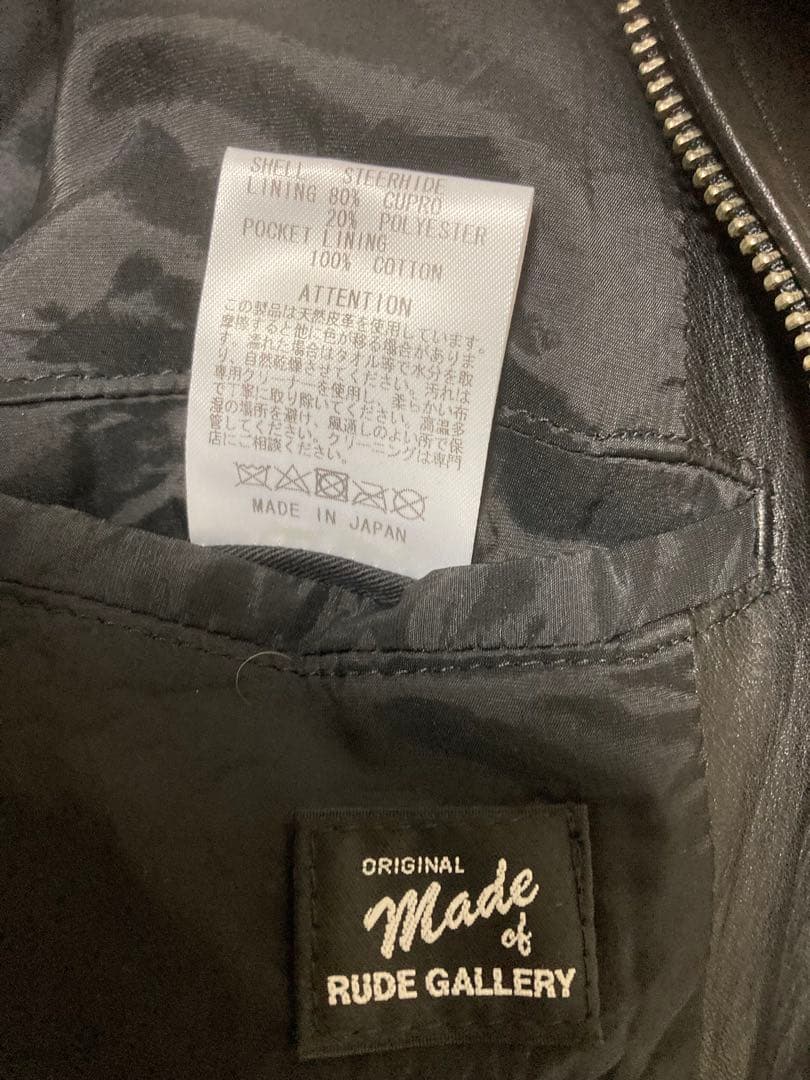 SHELL STEERHIDE
LINING 80% CUPRO
20% POLYESTER
POCKET LINING
100% COTTON
ATTENTION
この製品は天然皮革を使用しています。
摩擦すると他に色が移る場合がありま
す。濡れた場合はタオル等で水分を取
り、自然乾燥させてください。汚れは
専用クリーナーを使用し、柔らかい布
で丁寧に取り除いてください。高温多
湿の場所を避け、風通しのよい所で保
管してください。クリーニングは専門
店にご相談ください。
MADE IN JAPAN
ORIGINAL
Made
of
RUDE GALLERY